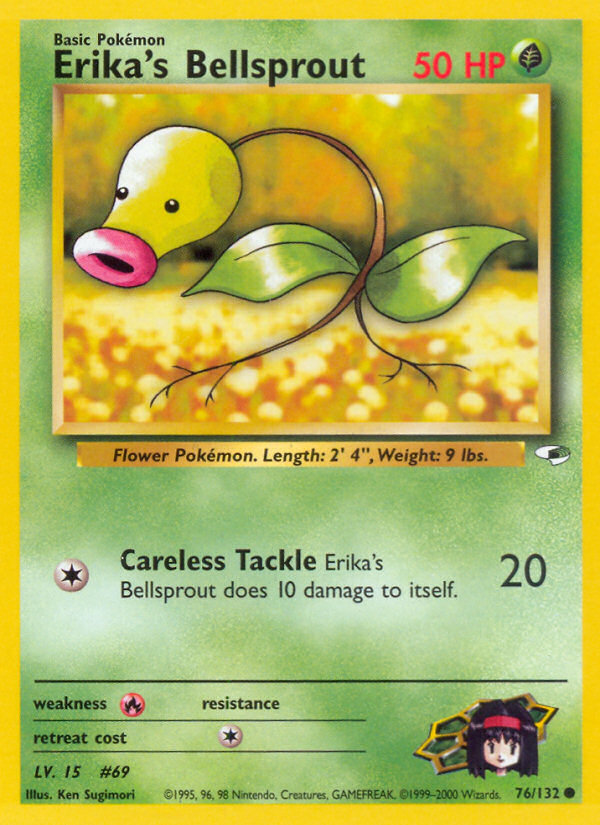 Basic Pokémon
Erika's Bellsprout 50 HP
Flower Pokémon. Length: 2' 4", Weight: 9 lbs.
Careless Tackle Erika's
Bellsprout does 10 damage to itself.
20
weakness resistance
retreat cost
LV. 15 #69
Illus. Ken Sugimori ©1995, 96, 98 Nintendo, Creatures, GAMEFREAK. ©1999-2000 Wizards. 76/132